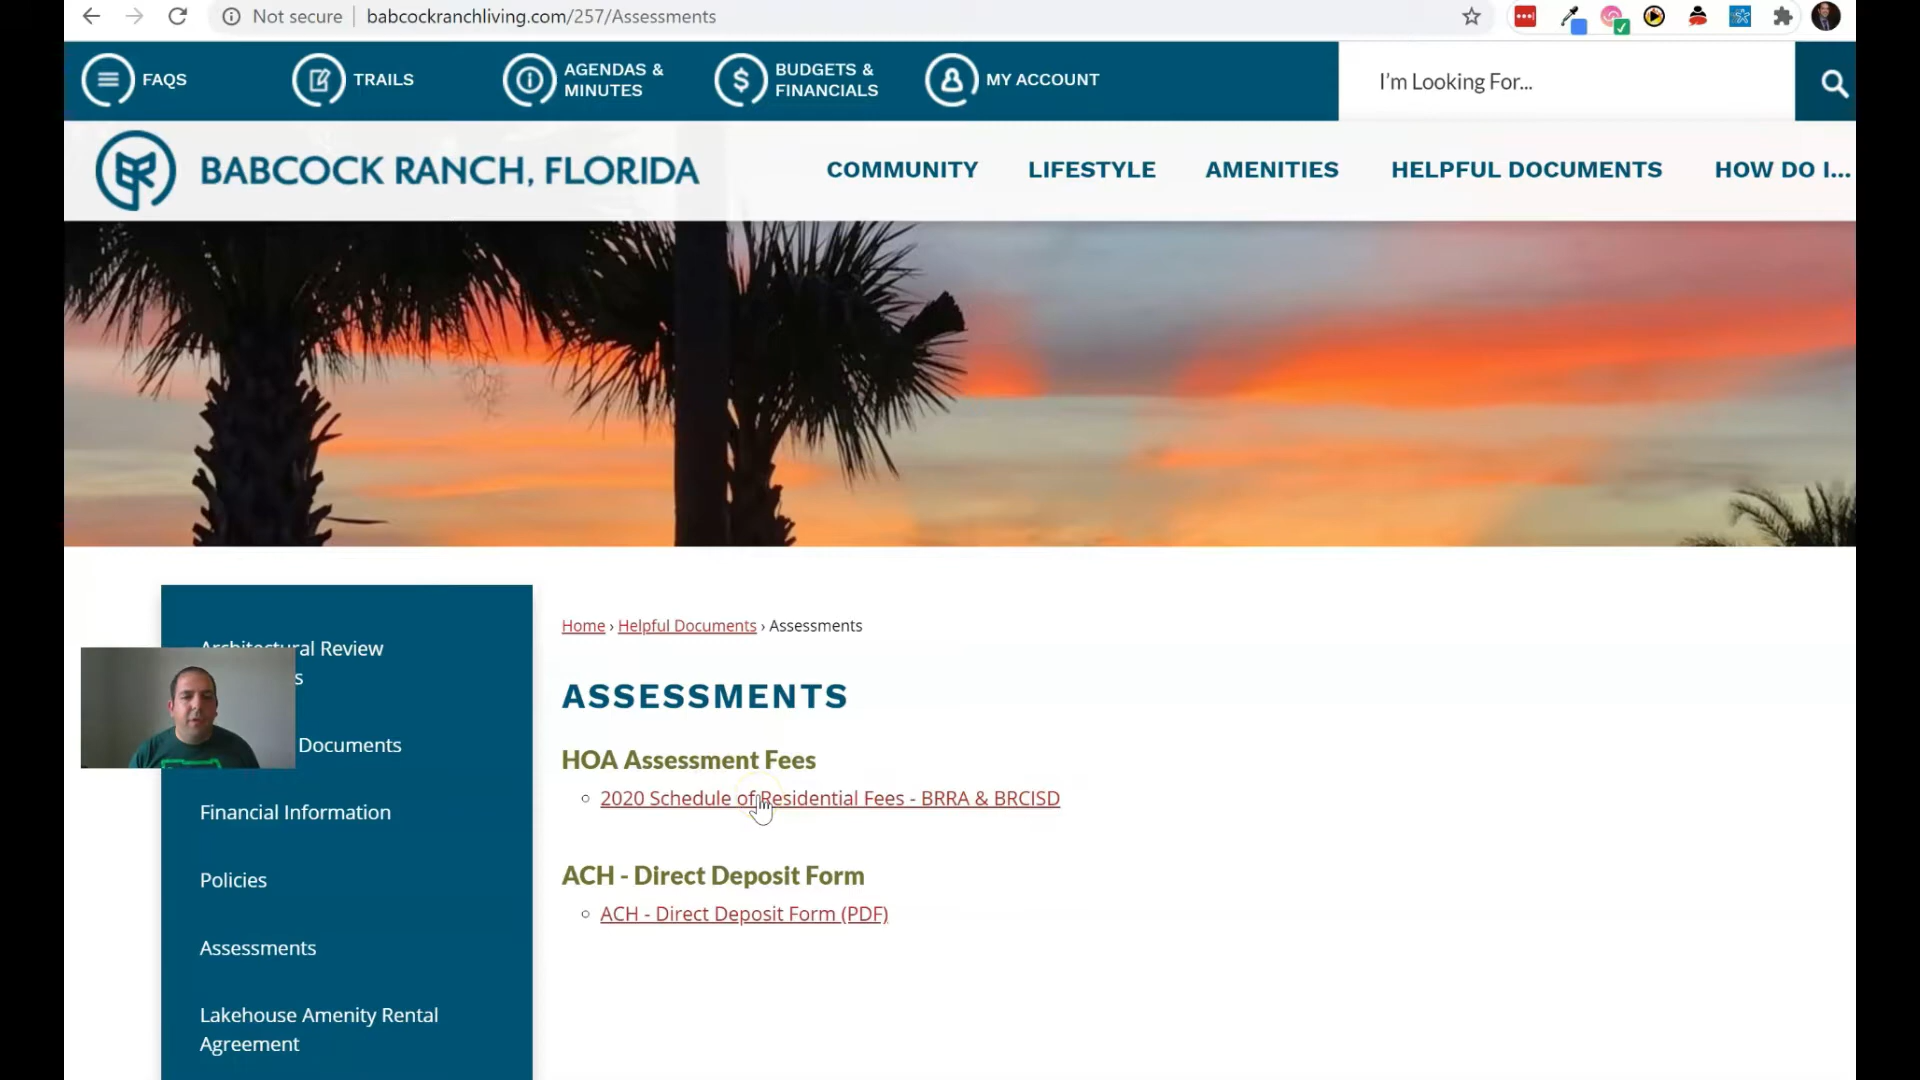 Not secure
babcockranchliving.com/257/Assessments
FAQS
TRAILS
AGENDAS &
MINUTES
BUDGETS &
FINANCIALS
MY ACCOUNT
I'm Looking For...
BABCOCK RANCH, FLORIDA
COMMUNITY
LIFESTYLE
AMENITIES
HELPFUL DOCUMENTS
HOW DO I...
Architectural Review
Documents
Financial Information
Policies
Assessments
Lakehouse Amenity Rental
Agreement
Home › Helpful Documents › Assessments
ASSESSMENTS
HOA Assessment Fees
2020 Schedule of Residential Fees - BRRA & BRCISD
ACH - Direct Deposit Form
ACH - Direct Deposit Form (PDF)